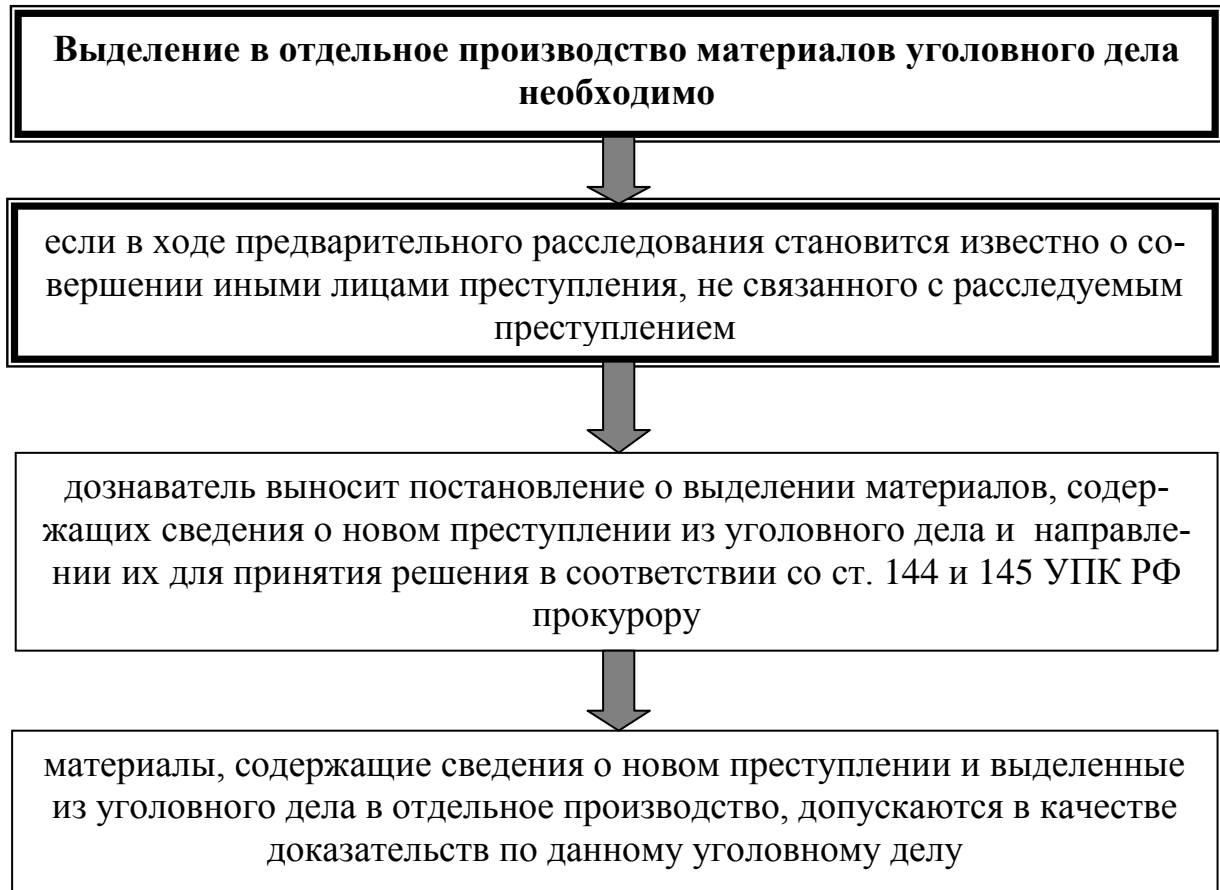 Выделение в отдельное производство материалов уголовного дела
необходимо
если в ходе предварительного расследования становится известно о со-
вершении иными лицами преступления, не связанного с расследуемым
преступлением
дознаватель выносит постановление о выделении материалов, содер-
жащих сведения о новом преступлении из уголовного дела и направле-
нии их для принятия решения в соответствии со ст. 144 и 145 УПК РФ
прокурору
материалы, содержащие сведения о новом преступлении и выделенные
из уголовного дела в отдельное производство, допускаются в качестве
доказательств по данному уголовному делу